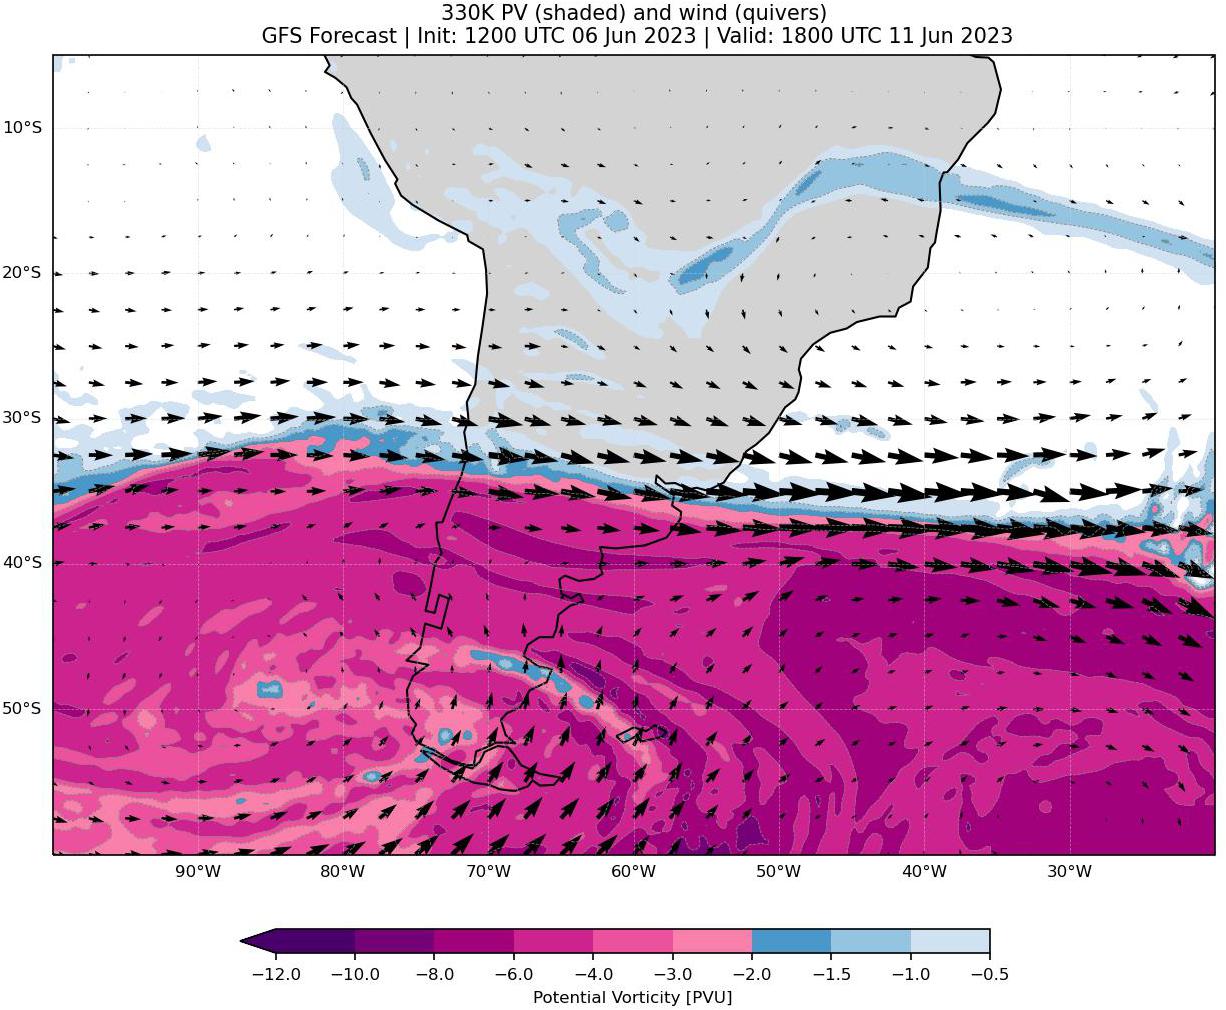 330K PV (shaded) and wind (quivers)
GFS Forecast | Init: 1200 UTC 06 Jun 2023 | Valid: 1800 UTC 11 Jun 2023
10°S
20°S
30°S
40°S
50°S
90°W 80°W 70°W 60°W 50°W 40°W 30°W
−12.0 −10.0 −8.0 −6.0 −4.0 −3.0 −2.0 −1.5 −1.0 −0.5
Potential Vorticity [PVU]